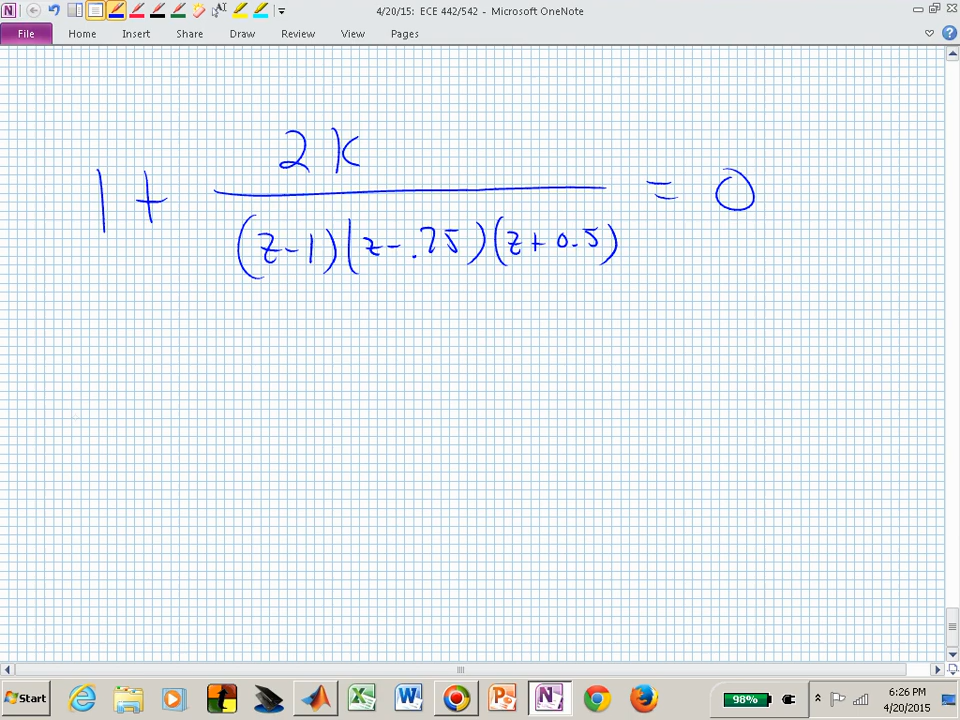 4/20/15: ECE 442/542 - Microsoft OneNote
File Home Insert Share Draw Review View Pages
2K
1 + = 0
(z-1)(z-.75)(z+0.5)
Start 98% 6:26 PM
4/20/2015